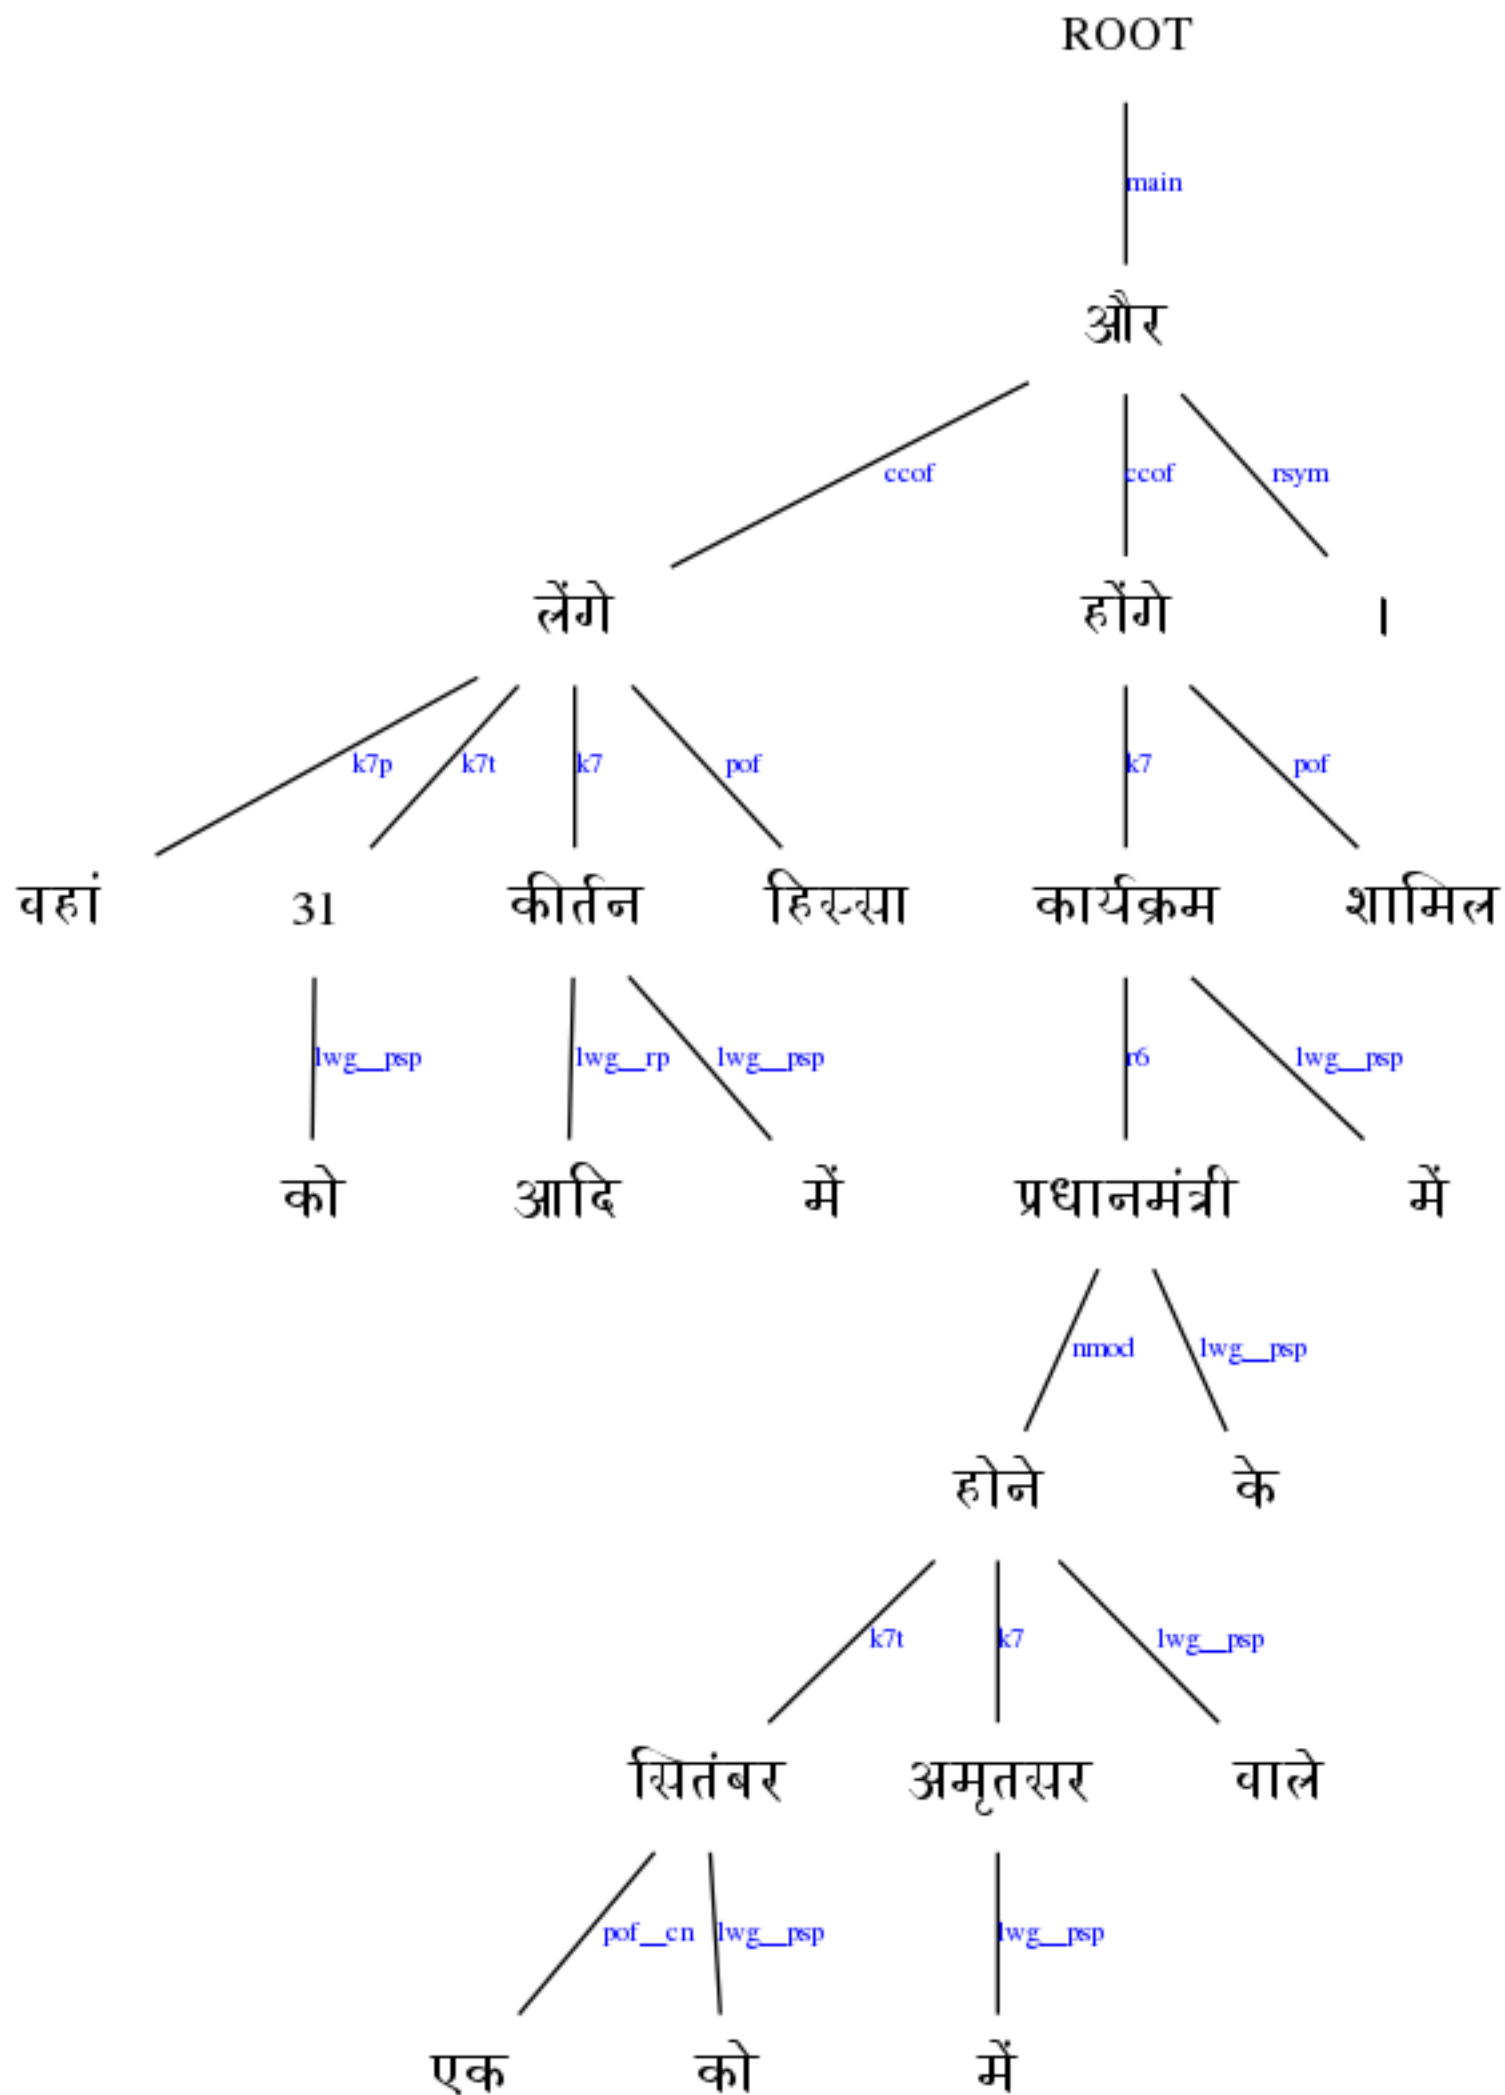 ROOT
main
और
ccof ccof rsym
लेंगे होंगे ।
k7p k7t k7 pof k7 pof
वहां 31 कीर्तन हिस्सा कार्यक्रम शामिल
lwg__psp lwg__rp lwg__psp r6 lwg__psp
को आदि में प्रधानमंत्री में
nmod lwg__psp
होने के
k7t k7 lwg__psp
सितंबर अमृतसर वाले
pof__cn lwg__psp lwg__psp
एक को में